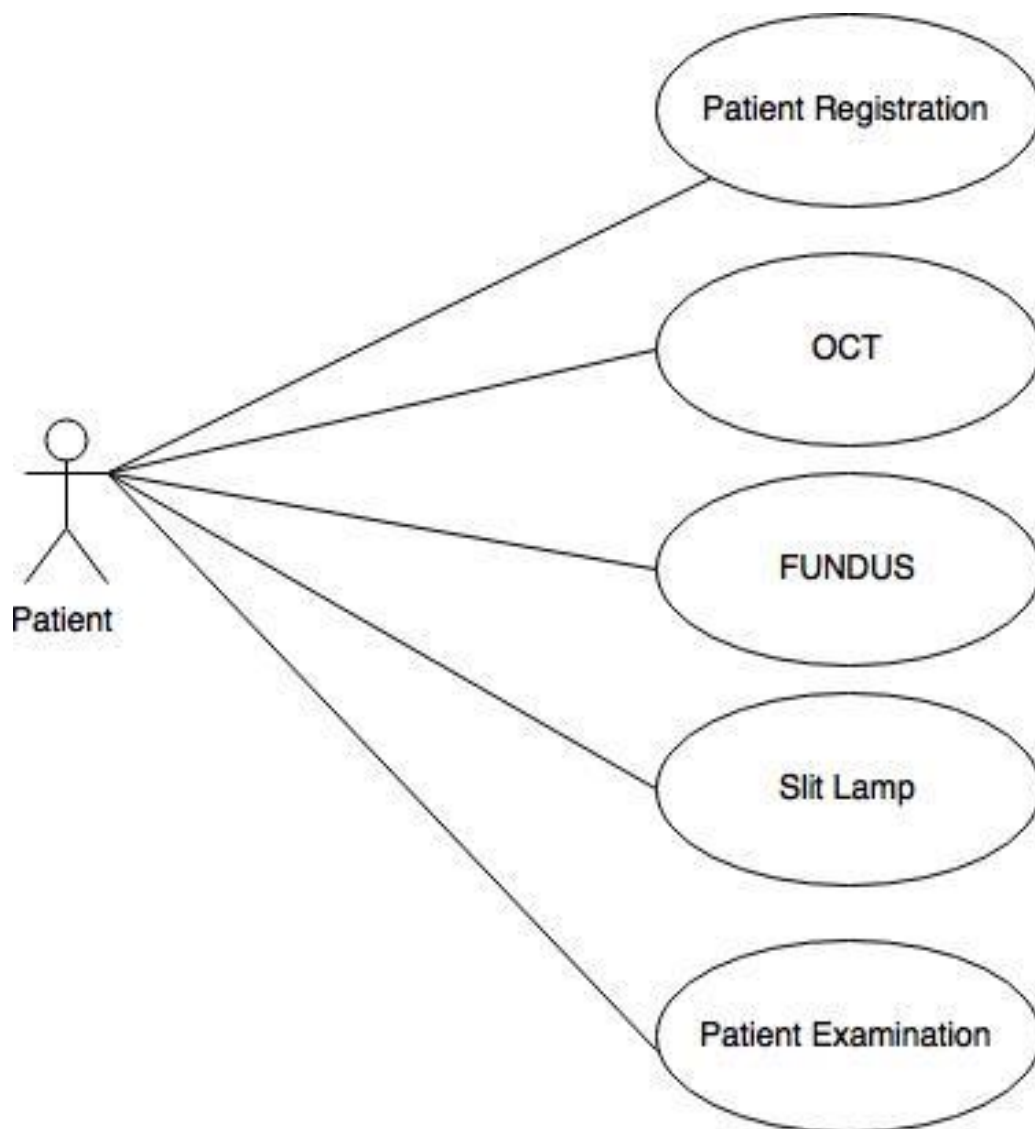 Patient Registration
OCT
FUNDUS
Patient
Slit Lamp
Patient Examination